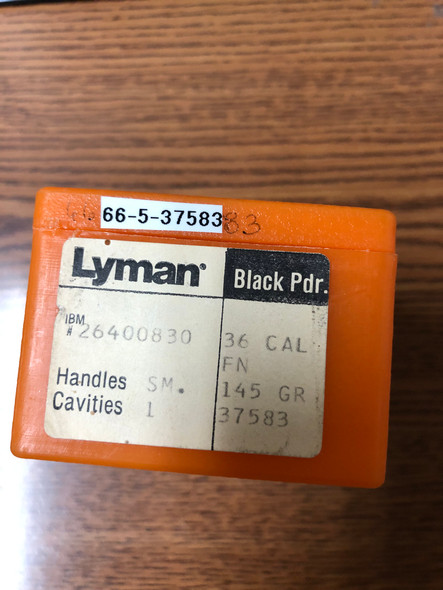 66-5-37583 83
Lyman® Black Pdr.
IBM
# 26400830
36 CAL
FN
Handles SM. 145 GR
Cavities 1 37583